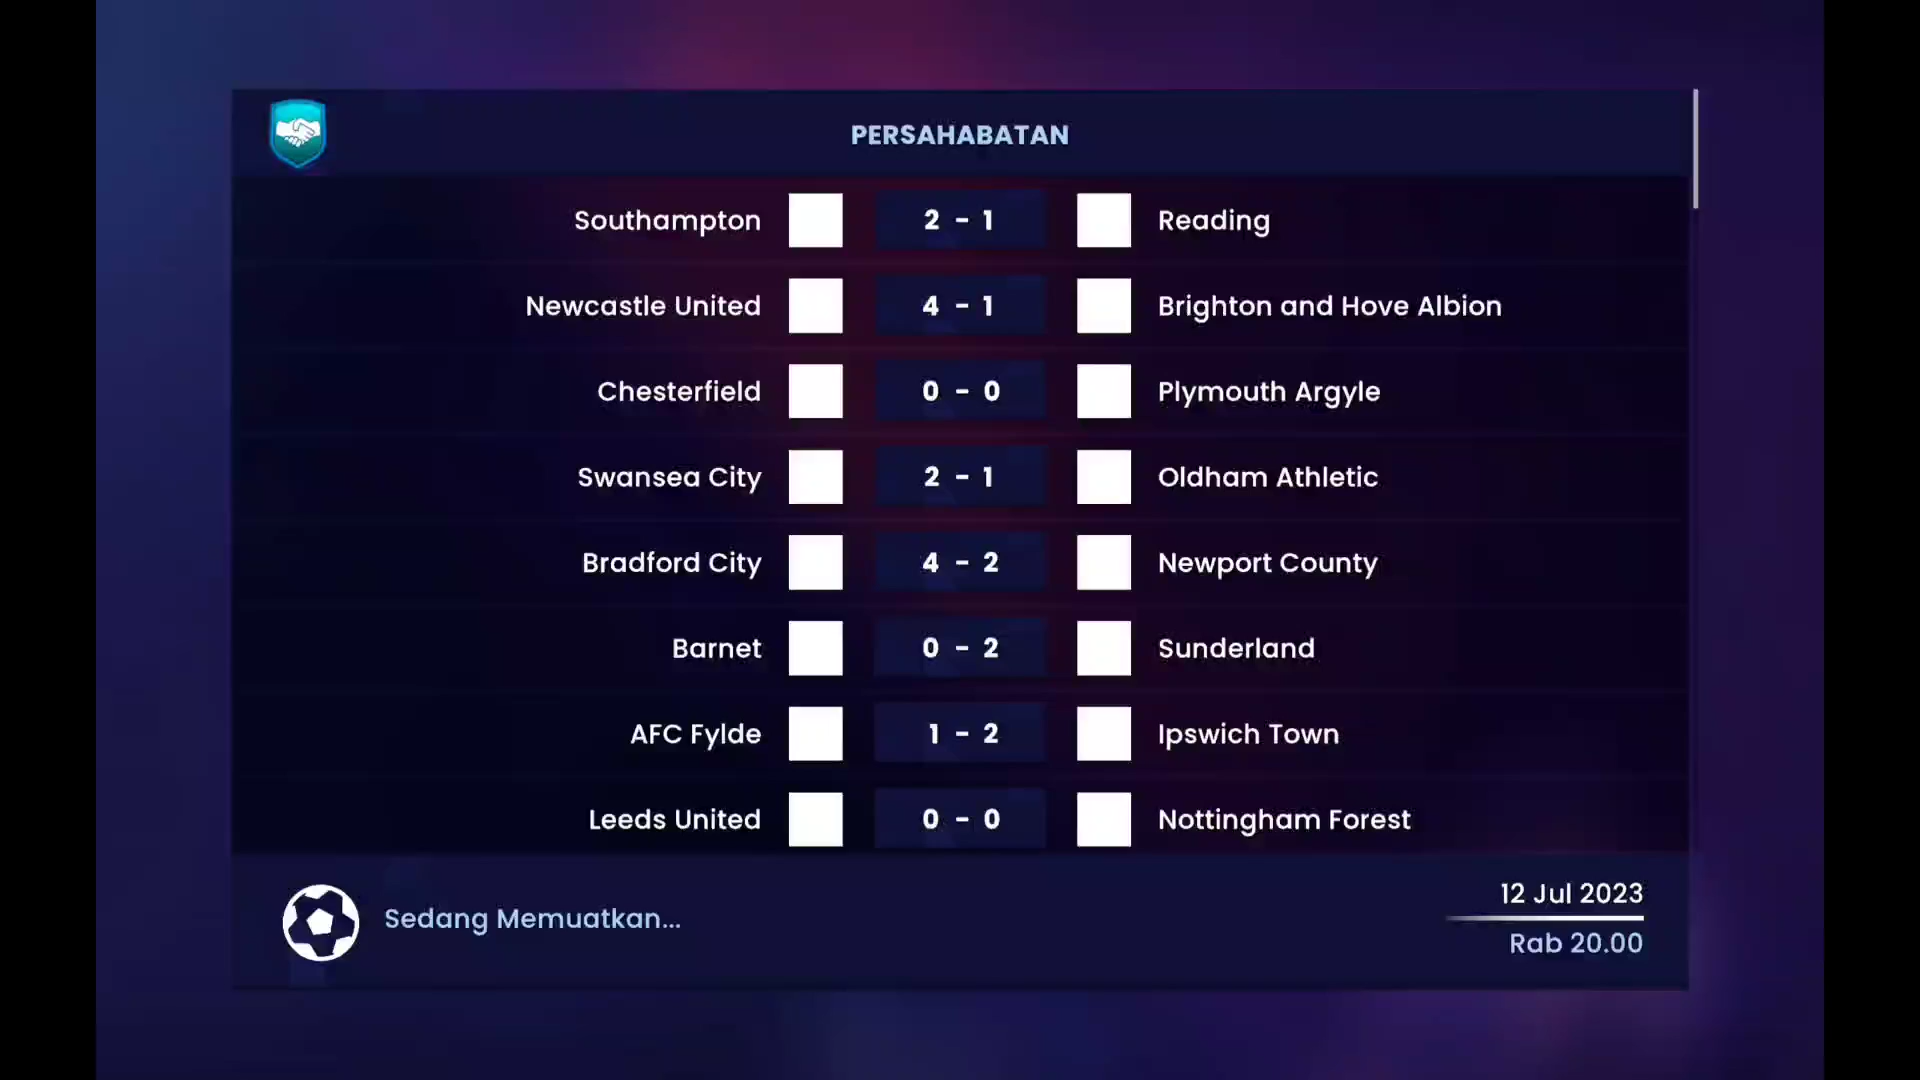 PERSAHABATAN
Southampton 2 - 1 Reading
Newcastle United 4 - 1 Brighton and Hove Albion
Chesterfield 0 - 0 Plymouth Argyle
Swansea City 2 - 1 Oldham Athletic
Bradford City 4 - 2 Newport County
Barnet 0 - 2 Sunderland
AFC Fylde 1 - 2 Ipswich Town
Leeds United 0 - 0 Nottingham Forest
Sedang Memuatkan...
12 Jul 2023
Rab 20.00